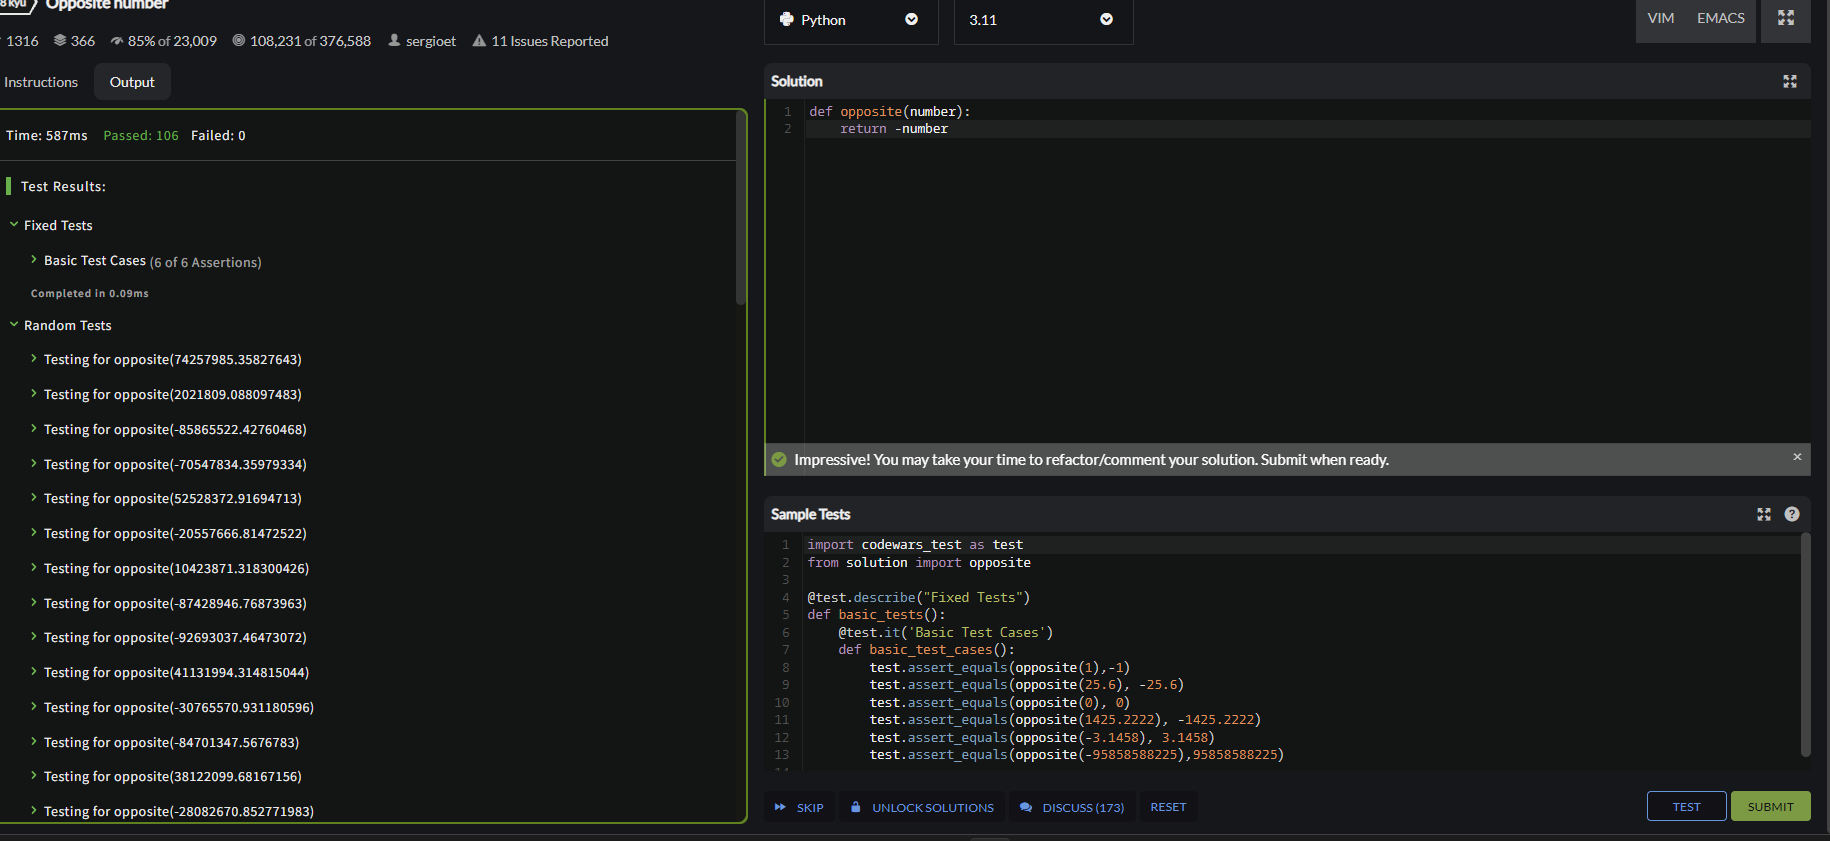 8 kyu Opposite number
1316 366 85% of 23,009 108,231 of 376,588 sergioet 11 Issues Reported
Instructions Output
Time: 587ms Passed: 106 Failed: 0
Test Results:
Fixed Tests
Basic Test Cases (6 of 6 Assertions)
Completed in 0.09ms
Random Tests
Testing for opposite(74257985.35827643)
Testing for opposite(2021809.088097483)
Testing for opposite(-85865522.42760468)
Testing for opposite(-70547834.35979334)
Testing for opposite(52528372.91694713)
Testing for opposite(-20557666.81472522)
Testing for opposite(10423871.318300426)
Testing for opposite(-87428946.76873963)
Testing for opposite(-92693037.46473072)
Testing for opposite(41131994.314815044)
Testing for opposite(-30765570.931180596)
Testing for opposite(-84701347.5676783)
Testing for opposite(38122099.68167156)
Testing for opposite(-28082670.852771983)
Python 3.11 VIM EMACS
Solution
1 def opposite(number):
2     return -number
Impressive! You may take your time to refactor/comment your solution. Submit when ready. ×
Sample Tests ?
1 import codewars_test as test
2 from solution import opposite
3
4 @test.describe("Fixed Tests")
5 def basic_tests():
6     @test.it('Basic Test Cases')
7     def basic_test_cases():
8         test.assert_equals(opposite(1),-1)
9         test.assert_equals(opposite(25.6), -25.6)
10         test.assert_equals(opposite(0), 0)
11         test.assert_equals(opposite(1425.2222), -1425.2222)
12         test.assert_equals(opposite(-3.1458), 3.1458)
13         test.assert_equals(opposite(-95858588225),95858588225)
SKIP UNLOCK SOLUTIONS DISCUSS (173) RESET TEST SUBMIT